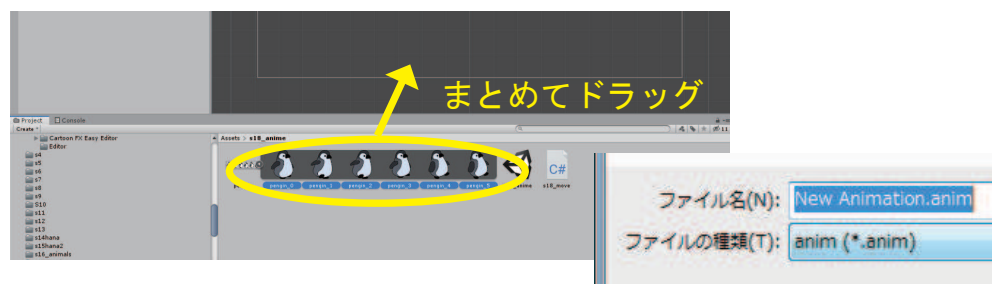 まとめてドラッグ
Project
Console
Create
Cartoon FX Easy Editor
Editor
s4
s5
s6
s7
s8
s9
S10
s11
s12
s13
s14hana
s15hana2
s16_animals
Assets > s18_anime
11
pengin_0 pengin_1 pengin_2 pengin_3 pengin_4 pengin_5
C#
s18_move
ファイル名(N): New Animation.anim
ファイルの種類(T): anim (*.anim)